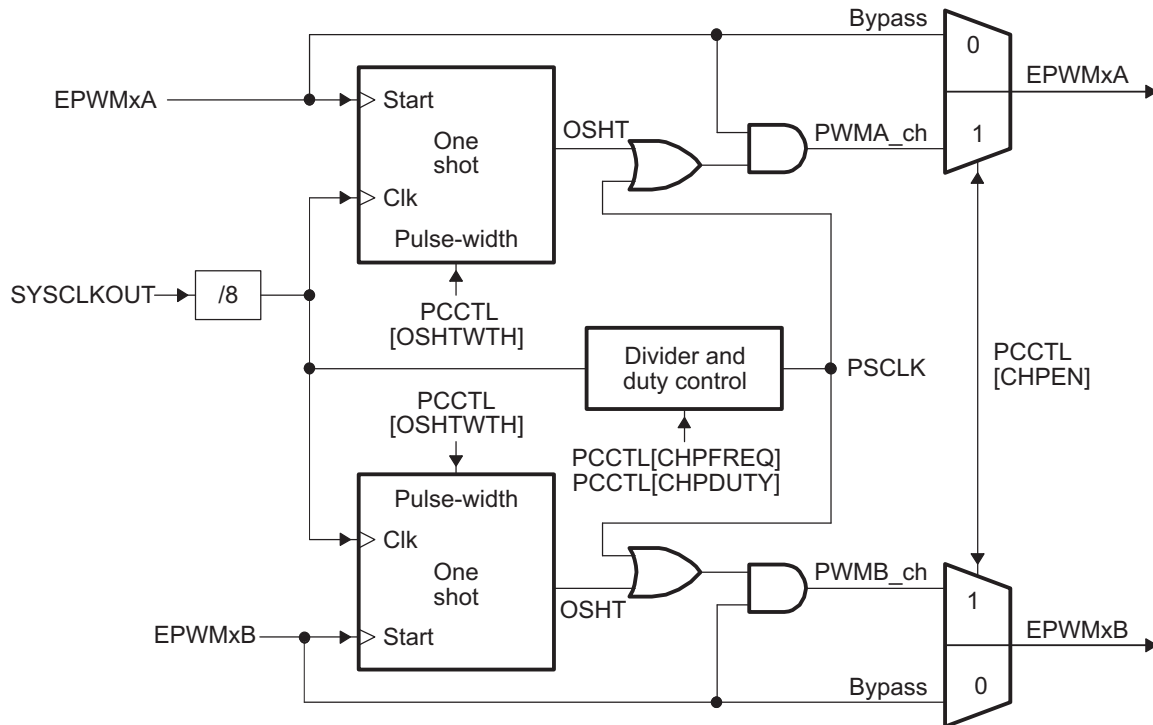 Bypass
0
EPWMxA
EPWMxA
Start
OSHT
PWMA_ch
1
One
shot
Clk
Pulse-width
SYSCLKOUT
/8
PCCTL
[OSHTWTH]
Divider and
duty control
PSCLK
PCCTL
[CHPEN]
PCCTL
[OSHTWTH]
PCCTL[CHPFREQ]
PCCTL[CHPDUTY]
Pulse-width
Clk
One
shot
OSHT
PWMB_ch
1
EPWMxB
Start
EPWMxB
Bypass
0